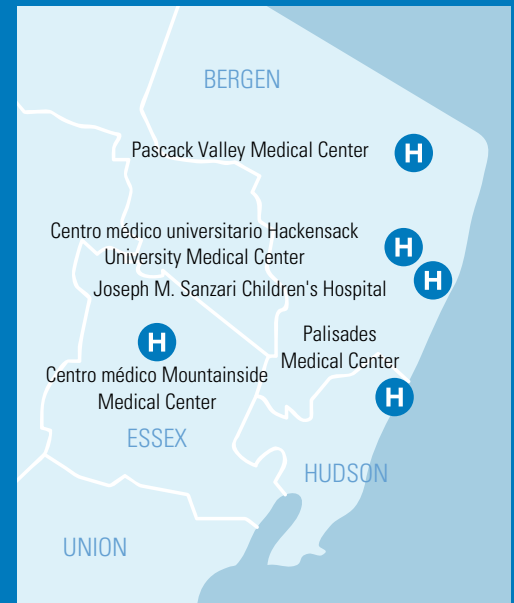 BERGEN
Pascack Valley Medical Center
H
Centro médico universitario Hackensack
University Medical Center
H
Joseph M. Sanzari Children's Hospital
H
H
Centro médico Mountainside
Medical Center
Palisades
Medical Center
H
ESSEX
HUDSON
UNION